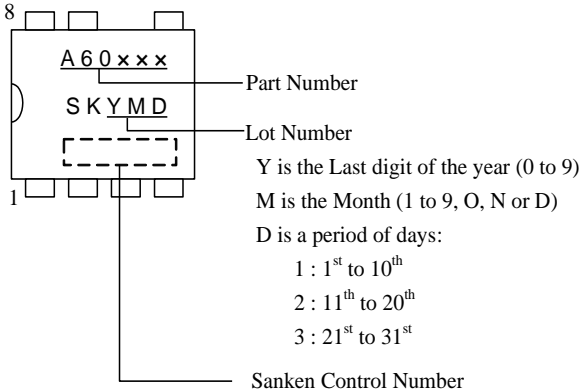 8
A60×××
Part Number
SKYMD
Lot Number
Y is the Last digit of the year (0 to 9)
M is the Month (1 to 9, O, N or D)
1
D is a period of days:
1 : 1st to 10th
2 : 11th to 20th
3 : 21st to 31st
Sanken Control Number